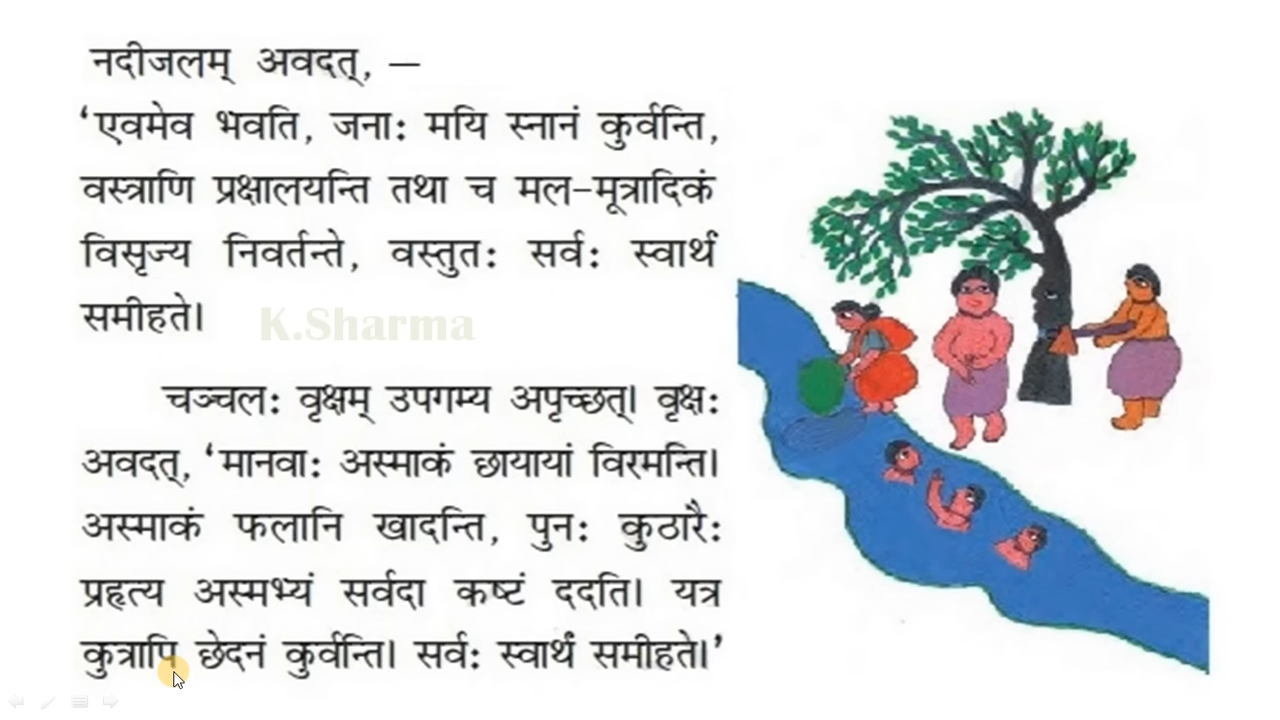 नदीजलम् अवदत्, —
‘एवमेव भवति, जनाः मयि स्नानं कुर्वन्ति,
वस्त्राणि प्रक्षालयन्ति तथा च मल-मूत्रादिकं
विसृज्य निवर्तन्ते, वस्तुतः सर्वः स्वार्थं
समीहते।
K.Sharma
चञ्चलः वृक्षम् उपगम्य अपृच्छत्। वृक्षः
अवदत्, ‘मानवाः अस्माकं छायायां विरमन्ति।
अस्माकं फलानि खादन्ति, पुनः कुठारैः
प्रहृत्य अस्मभ्यं सर्वदा कष्टं ददति। यत्र
कुत्रापि छेदनं कुर्वन्ति। सर्वः स्वार्थं समीहते।’